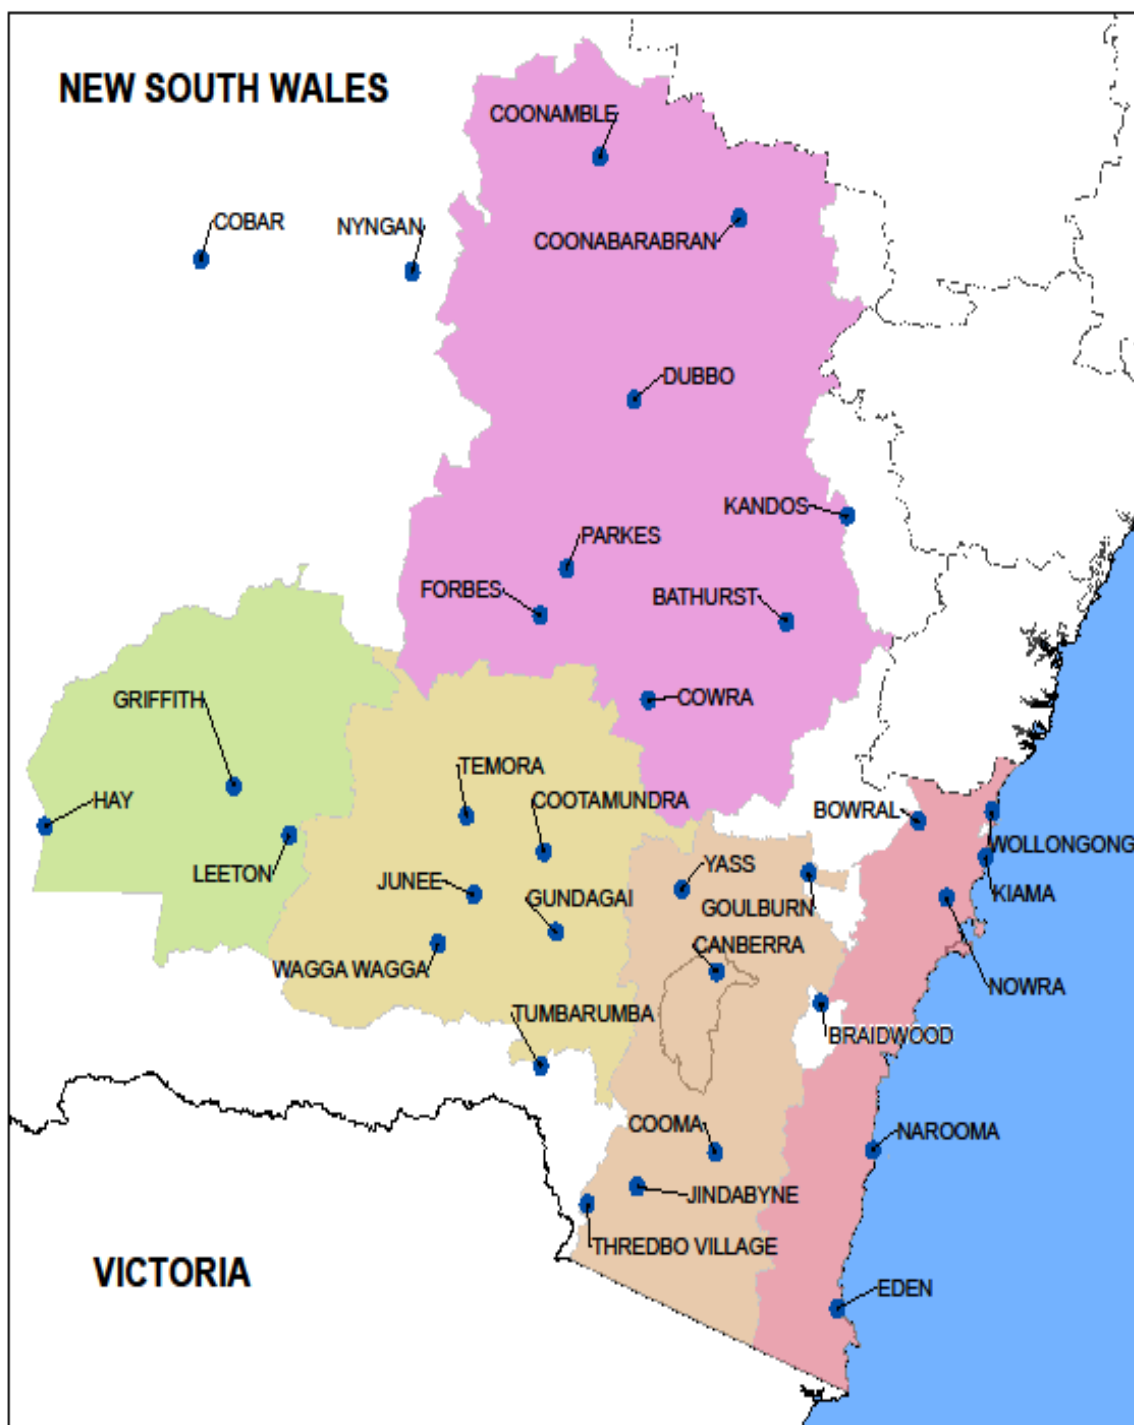 NEW SOUTH WALES
COONAMBLE
COBAR
NYNGAN
COONABARABRAN
DUBBO
KANDOS
PARKES
FORBES
BATHURST
GRIFFITH
COWRA
TEMORA
HAY
COOTAMUNDRA
BOWRAL
WOLLONGONG
LEETON
JUNEE
YASS
GUNDAGAI
GOULBURN
KIAMA
CANBERRA
WAGGA WAGGA
NOWRA
TUMBARUMBA
BRAIDWOOD
COOMA
NAROOMA
JINDABYNE
THREDBO VILLAGE
VICTORIA
EDEN